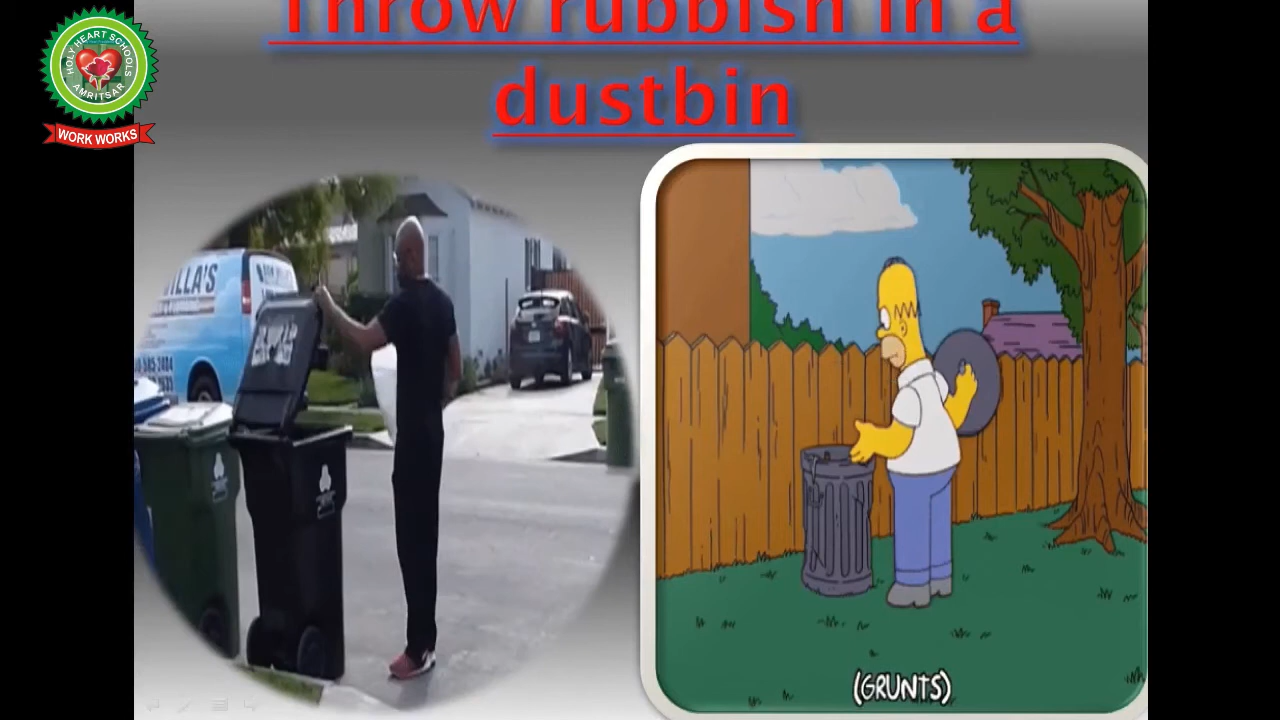 Throw rubbish in a
dustbin
HOLY HEART SCHOOLS
AMRITSAR
WORK WORKS
(GRUNTS)